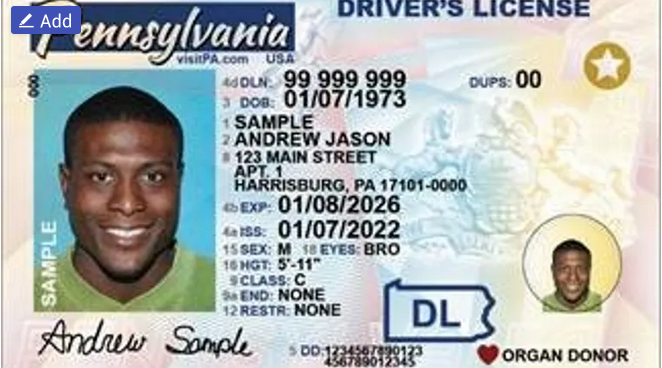 Add
DRIVER'S LICENSE
Pennsylvania
visitPA.com USA
4d DLN: 99 999 999 DUPS: 00
000
3 DOB: 01/07/1973
1 SAMPLE
2 ANDREW JASON
8 123 MAIN STREET
APT. 1
HARRISBURG, PA 17101-0000
4b EXP: 01/08/2026
4a ISS: 01/07/2022
15 SEX: M 18 EYES: BRO
16 HGT: 5'-11"
9 CLASS: C
9a END: NONE
12 RESTR: NONE
SAMPLE
DL
Andrew Sample
5 DD: 1234567890123
456789012345
ORGAN DONOR